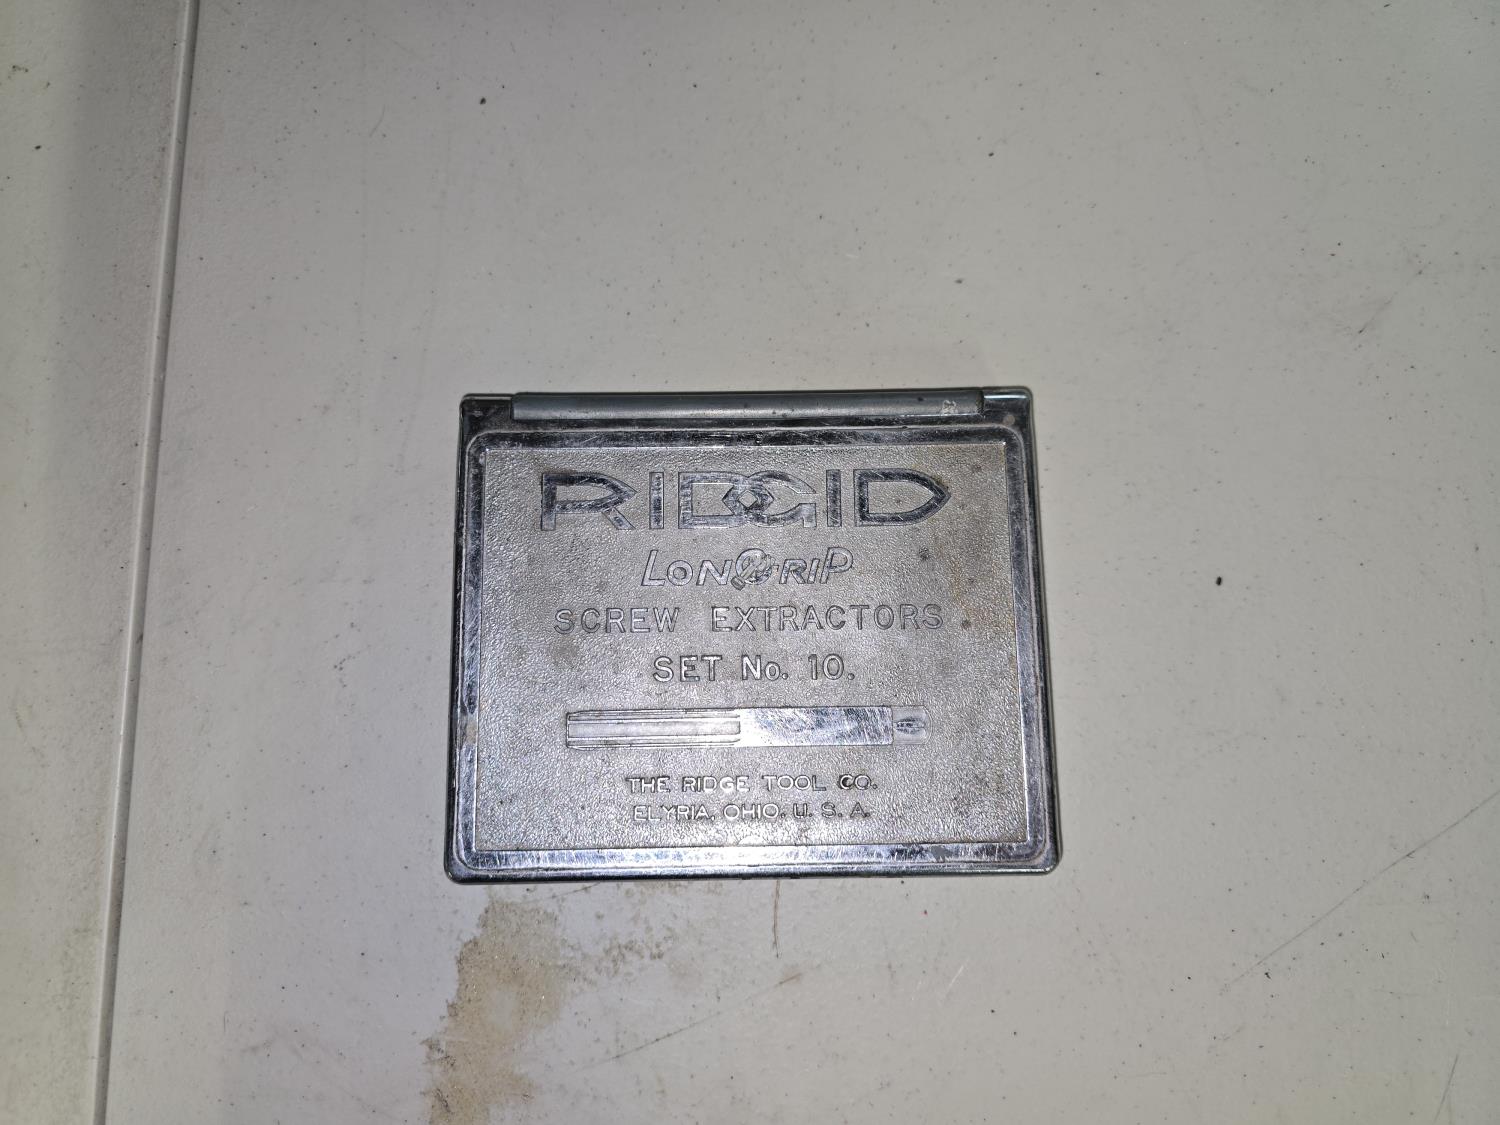 RIDGID
LONGRIP
SCREW EXTRACTORS
SET No. 10.
THE RIDGE TOOL CO.
ELYRIA, OHIO. U. S. A.